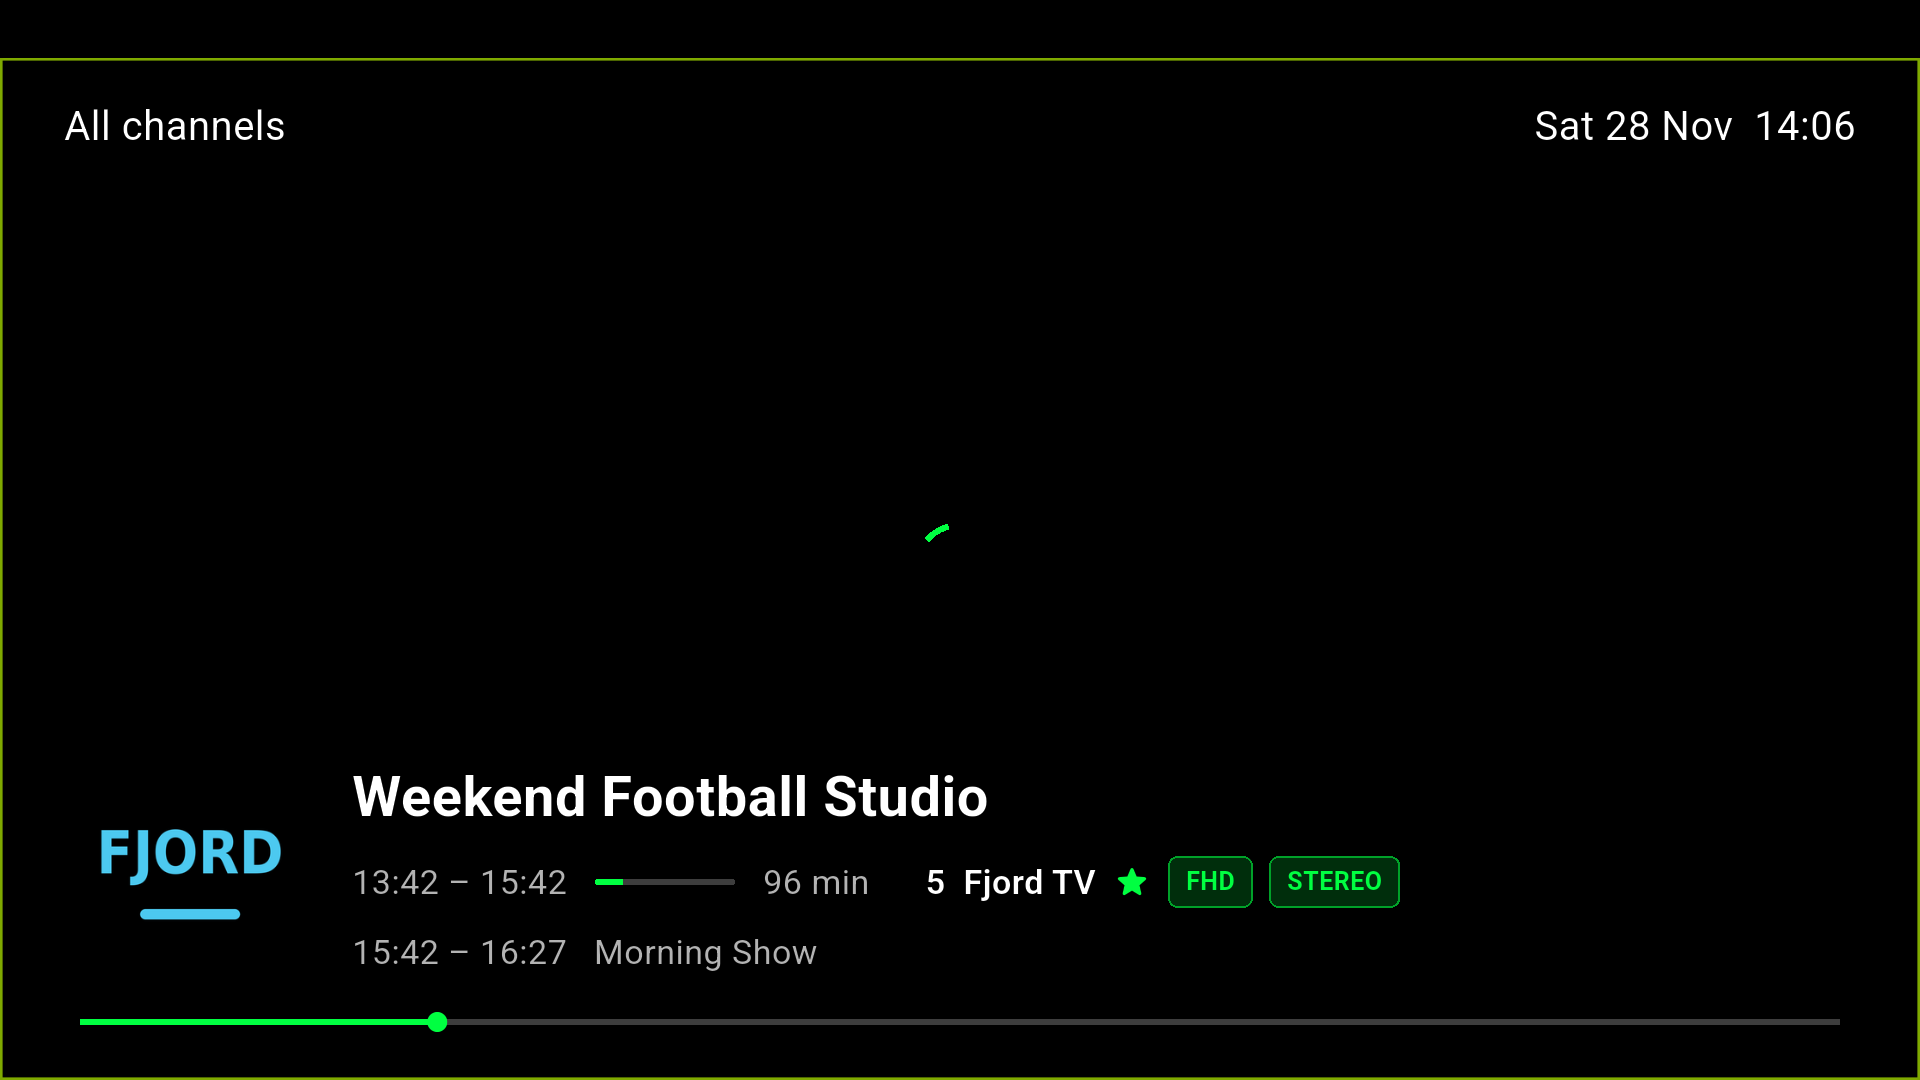 All channels
Sat 28 Nov 14:06
Weekend Football Studio
FJORD
13:42 – 15:42 96 min 5 Fjord TV FHD STEREO
15:42 – 16:27 Morning Show